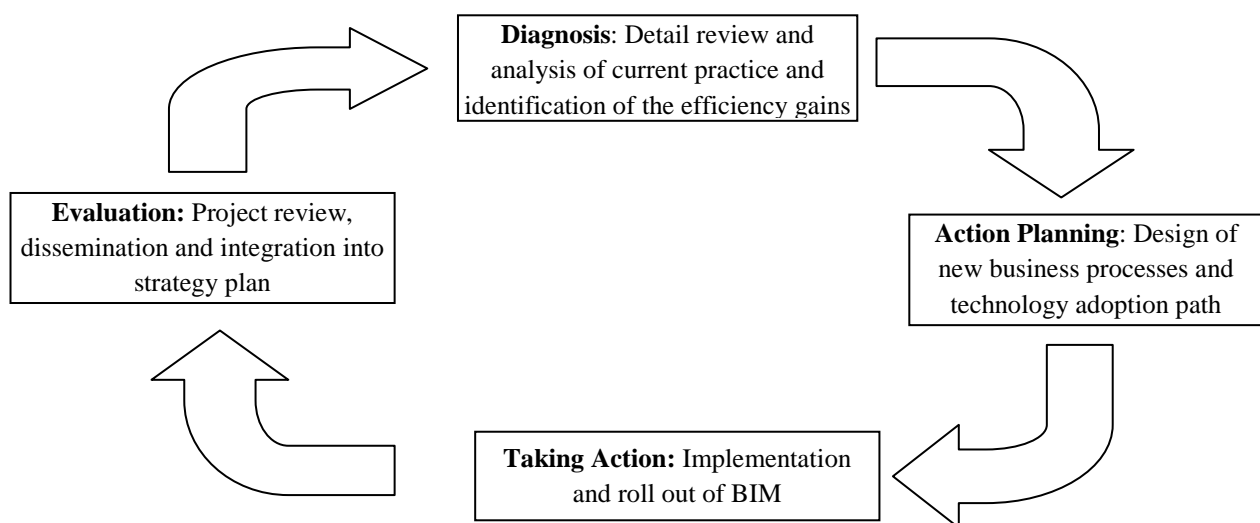 Diagnosis: Detail review and
analysis of current practice and
identification of the efficiency gains
Evaluation: Project review,
dissemination and integration into
strategy plan
Action Planning: Design of
new business processes and
technology adoption path
Taking Action: Implementation
and roll out of BIM